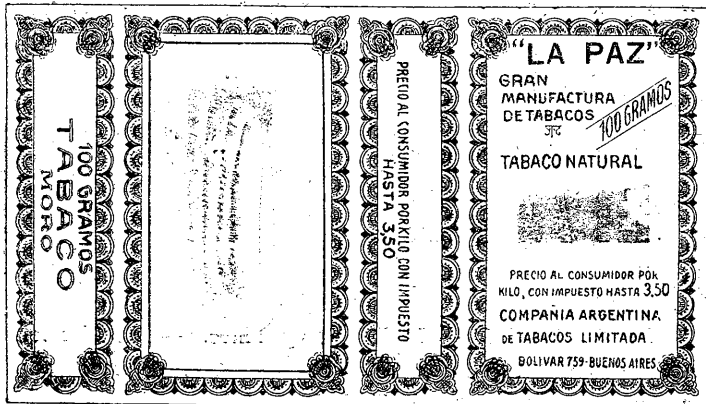 100 GRAMOS
TABACO
MORO
PRECIO AL CONSUMIDOR POR KILO CON IMPUESTO
HASTA 3,50
"LA PAZ"
GRAN
MANUFACTURA
DE TABACOS
100 GRAMOS
TABACO NATURAL
PRECIO AL CONSUMIDOR POR
KILO, CON IMPUESTO HASTA 3,50
COMPAÑIA ARGENTINA
DE TABACOS LIMITADA
BOLIVAR 759-BUENOS AIRES